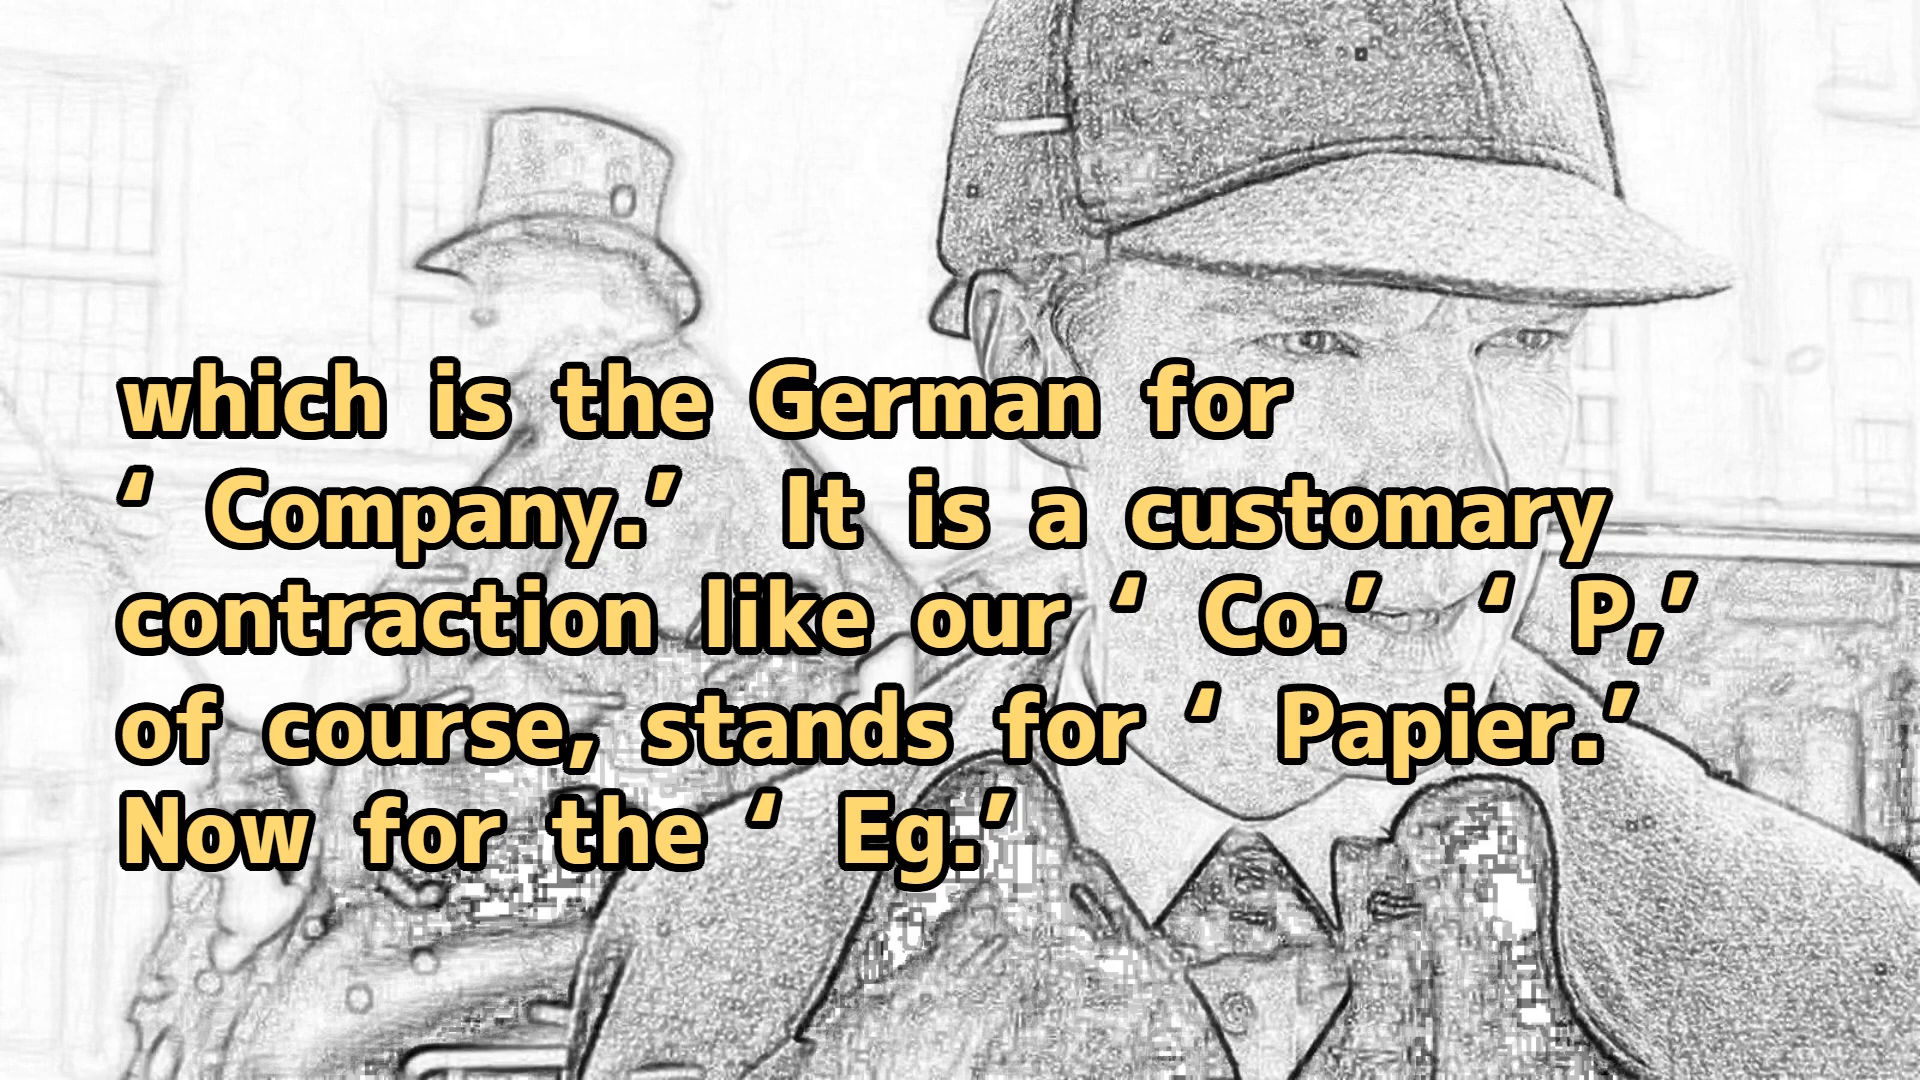 which is the German for
‘ Company.’  It is a customary
contraction like our ‘ Co.’  ‘ P,’
of course, stands for ‘ Papier.’
Now for the ‘ Eg.’